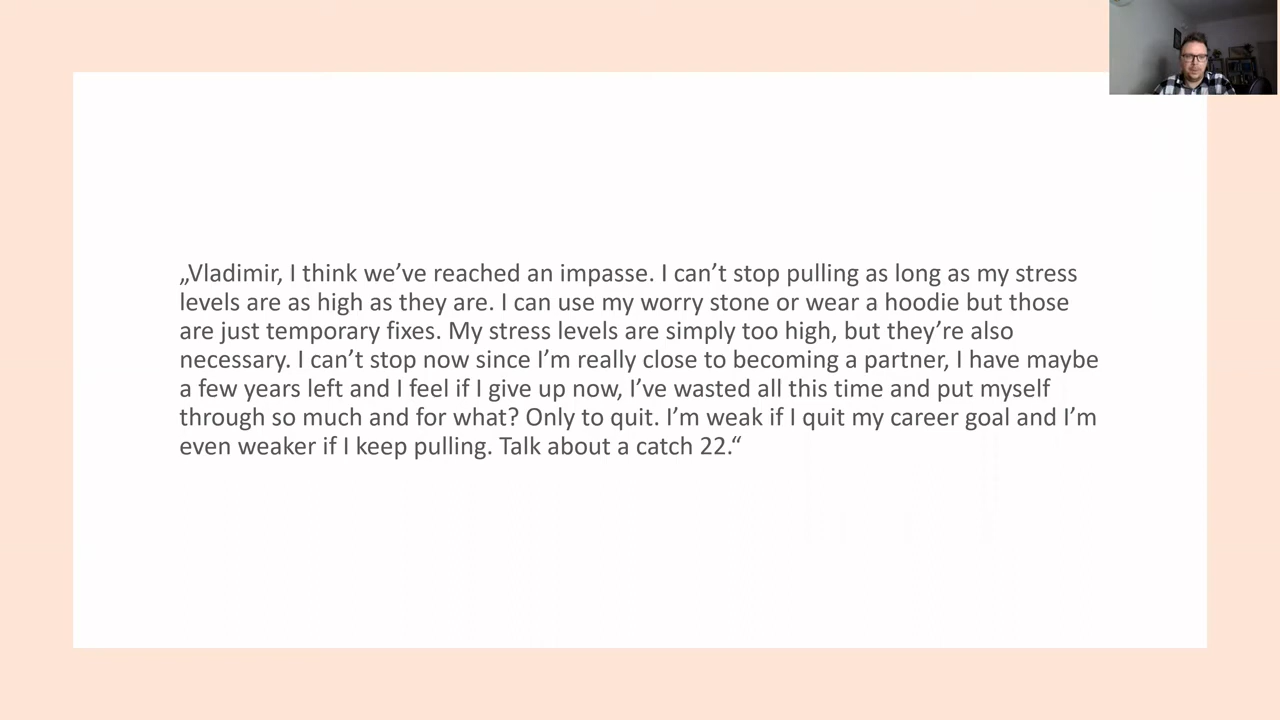 „Vladimir, I think we’ve reached an impasse. I can’t stop pulling as long as my stress
levels are as high as they are. I can use my worry stone or wear a hoodie but those
are just temporary fixes. My stress levels are simply too high, but they’re also
necessary. I can’t stop now since I’m really close to becoming a partner, I have maybe
a few years left and I feel if I give up now, I’ve wasted all this time and put myself
through so much and for what? Only to quit. I’m weak if I quit my career goal and I’m
even weaker if I keep pulling. Talk about a catch 22.“